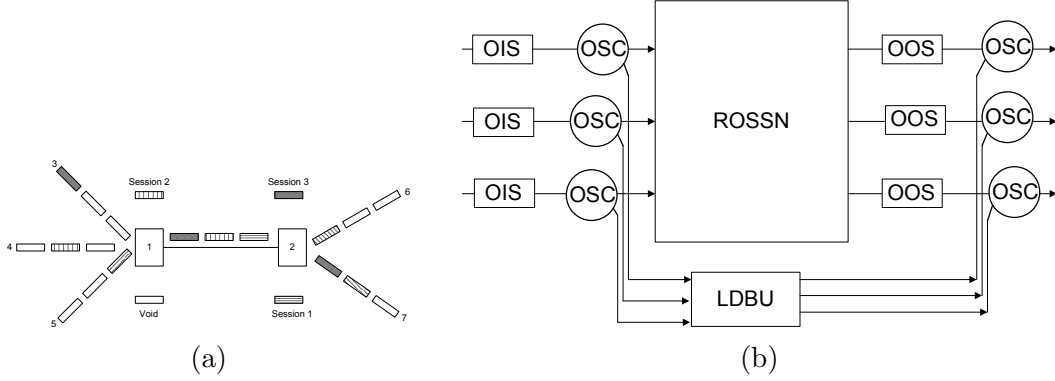 3
Session 2
Session 3
6
4
1
2
5
Void
Session 1
7
(a)
OIS
OSC
ROSSN
OOS
OSC
OIS
OSC
OOS
OSC
OIS
OSC
OOS
OSC
LDBU
(b)